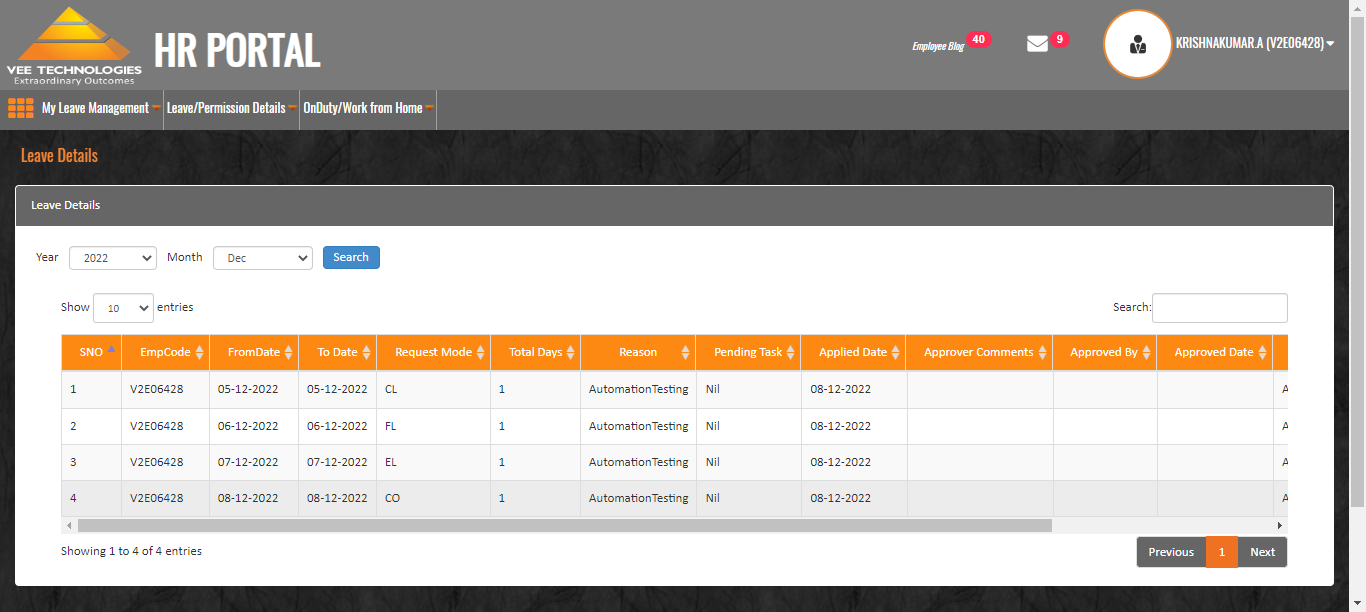 VEE TECHNOLOGIES
Extraordinary Outcomes
HR PORTAL
Employee Blog 40
9
KRISHNAKUMAR.A (V2E06428)
My Leave Management Leave/Permission Details OnDuty/Work from Home
Leave Details
Leave Details
Year 2022 Month Dec Search
Show 10 entries Search:
SNO EmpCode FromDate To Date Request Mode Total Days Reason Pending Task Applied Date Approver Comments Approved By Approved Date
1 V2E06428 05-12-2022 05-12-2022 CL 1 AutomationTesting Nil 08-12-2022 A
2 V2E06428 06-12-2022 06-12-2022 FL 1 AutomationTesting Nil 08-12-2022 A
3 V2E06428 07-12-2022 07-12-2022 EL 1 AutomationTesting Nil 08-12-2022 A
4 V2E06428 08-12-2022 08-12-2022 CO 1 AutomationTesting Nil 08-12-2022 A
Showing 1 to 4 of 4 entries
Previous 1 Next